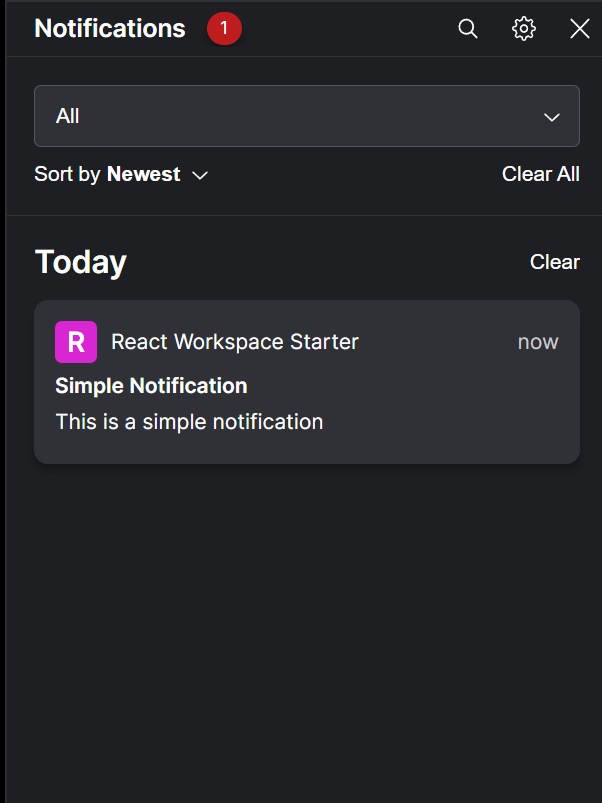 Notifications 1
All
Sort by Newest Clear All
Today Clear
R React Workspace Starter now
Simple Notification
This is a simple notification